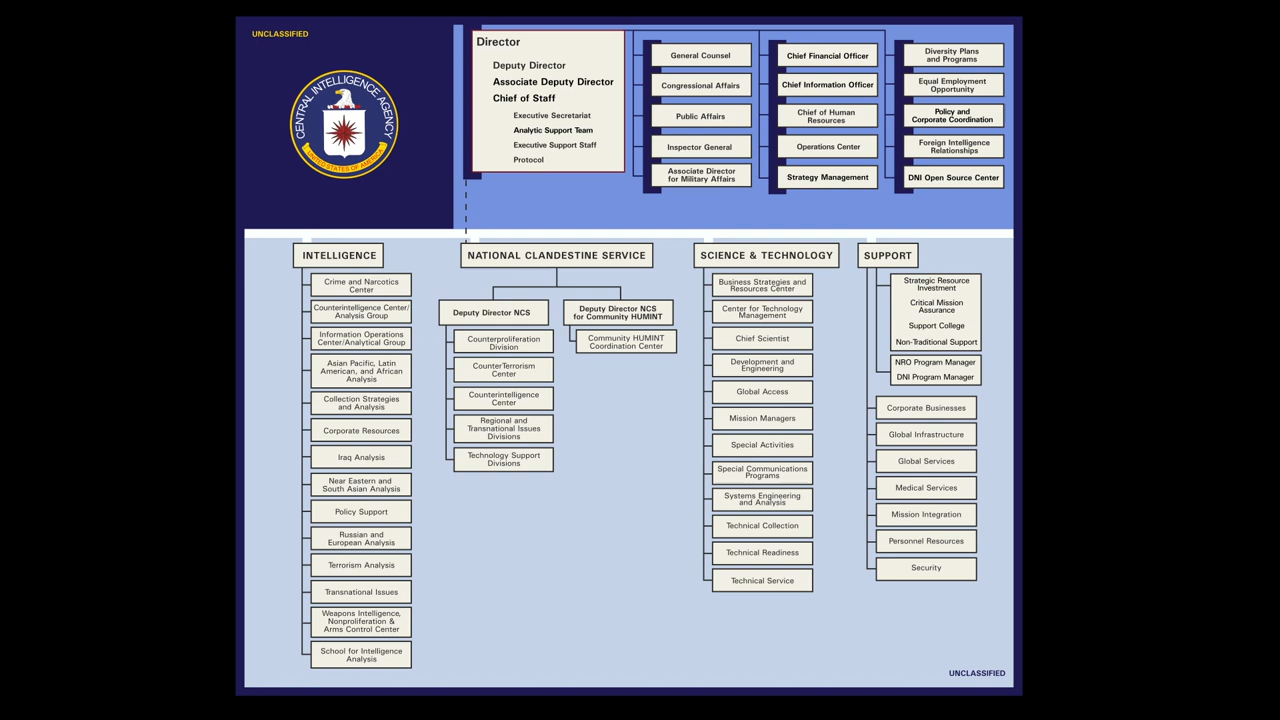 UNCLASSIFIED
CENTRAL INTELLIGENCE AGENCY
UNITED STATES OF AMERICA
Director
Deputy Director
Associate Deputy Director
Chief of Staff
Executive Secretariat
Analytic Support Team
Executive Support Staff
Protocol
General Counsel
Congressional Affairs
Public Affairs
Inspector General
Associate Director
for Military Affairs
Chief Financial Officer
Chief Information Officer
Chief of Human
Resources
Operations Center
Strategy Management
Diversity Plans
and Programs
Equal Employment
Opportunity
Policy and
Corporate Coordination
Foreign Intelligence
Relationships
DNI Open Source Center
INTELLIGENCE
Crime and Narcotics
Center
Counterintelligence Center/
Analysis Group
Information Operations
Center/Analytical Group
Asian Pacific, Latin
American, and African
Analysis
Collection Strategies
and Analysis
Corporate Resources
Iraq Analysis
Near Eastern and
South Asian Analysis
Policy Support
Russian and
European Analysis
Terrorism Analysis
Transnational Issues
Weapons Intelligence,
Nonproliferation &
Arms Control Center
School for Intelligence
Analysis
NATIONAL CLANDESTINE SERVICE
Deputy Director NCS
Counterproliferation
Division
CounterTerrorism
Center
Counterintelligence
Center
Regional and
Transnational Issues
Divisions
Technology Support
Divisions
Deputy Director NCS
for Community HUMINT
Community HUMINT
Coordination Center
SCIENCE & TECHNOLOGY
Business Strategies and
Resources Center
Center for Technology
Management
Chief Scientist
Development and
Engineering
Global Access
Mission Managers
Special Activities
Special Communications
Programs
Systems Engineering
and Analysis
Technical Collection
Technical Readiness
Technical Service
SUPPORT
Strategic Resource
Investment
Critical Mission
Assurance
Support College
Non-Traditional Support
NRO Program Manager
DNI Program Manager
Corporate Businesses
Global Infrastructure
Global Services
Medical Services
Mission Integration
Personnel Resources
Security
UNCLASSIFIED